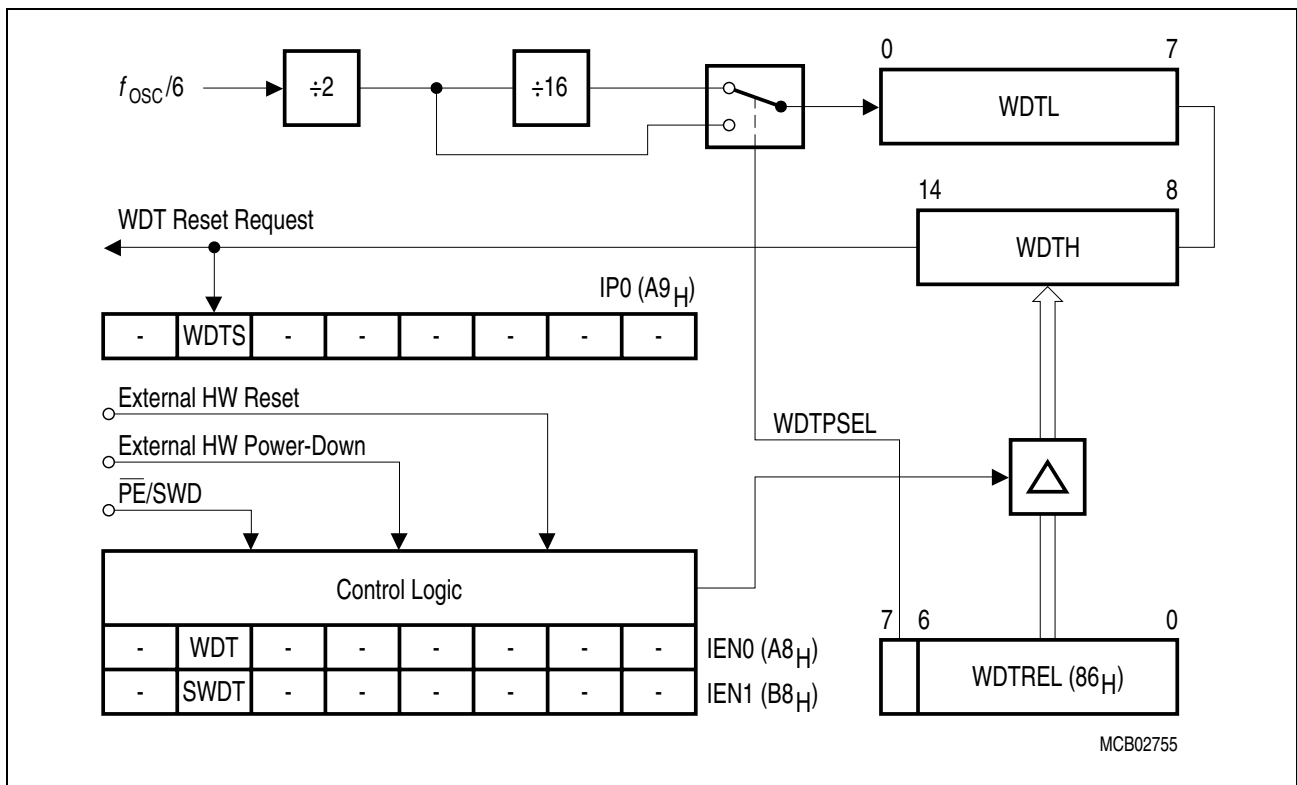 f OSC/6
÷2
÷16
0 7
WDTL
14 8
WDTH
WDT Reset Request
IP0 (A9H)
- WDTS - - - - - -
External HW Reset
External HW Power-Down
PE/SWD
WDTPSEL
Control Logic
- WDT - - - - - - IEN0 (A8H)
- SWDT - - - - - - IEN1 (B8H)
7 6 0
WDTREL (86H)
MCB02755